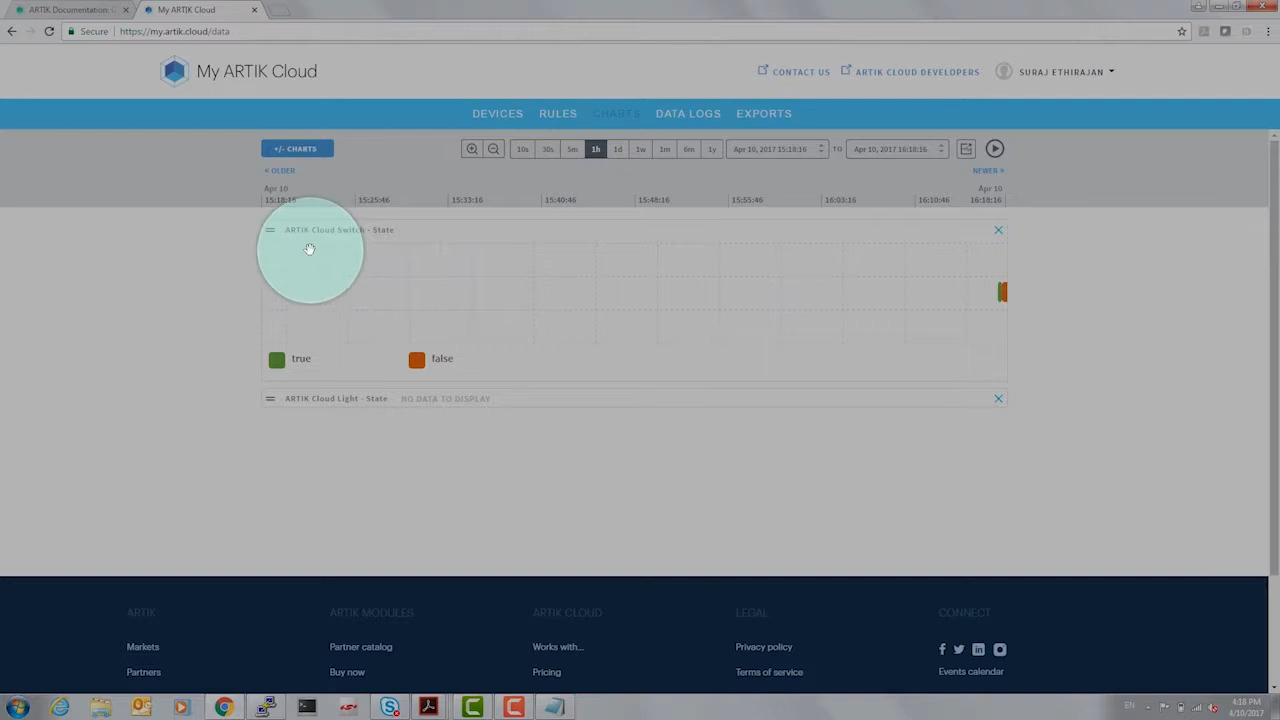 ARTIK Documentation: G
My ARTIK Cloud
Secure
https://my.artik.cloud/data
My ARTIK Cloud
CONTACT US
ARTIK CLOUD DEVELOPERS
SURAJ ETHIRAJAN
DEVICES
RULES
CHARTS
DATA LOGS
EXPORTS
+/- CHARTS
10s 30s 5m 1h 1d 1w 1m 6m 1y
Apr 10, 2017 15:18:16
TO
Apr 10, 2017 16:18:16
« OLDER
NEWER »
Apr 10
Apr 10
15:18:16 15:25:46 15:33:16 15:40:46 15:48:16 15:55:46 16:03:16 16:10:46 16:18:16
ARTIK Cloud Switch - State
true
false
ARTIK Cloud Light - State NO DATA TO DISPLAY
ARTIK
ARTIK MODULES
ARTIK CLOUD
LEGAL
CONNECT
Markets
Partner catalog
Works with...
Privacy policy
Partners
Buy now
Pricing
Terms of service
Events calendar
EN
4:18 PM
4/10/2017